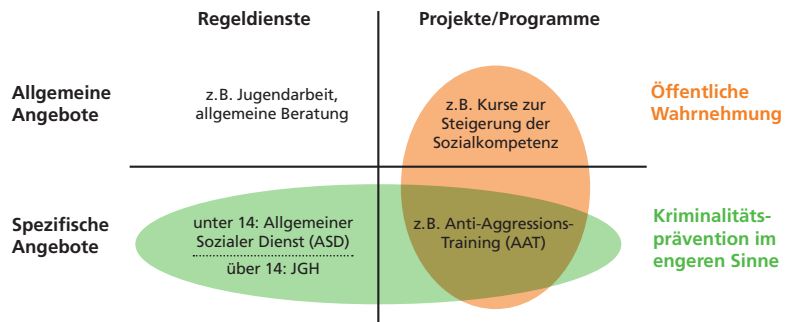 Regeldienste
Projekte/Programme
Allgemeine
Angebote
z.B. Jugendarbeit,
allgemeine Beratung
z.B. Kurse zur
Steigerung der
Sozialkompetenz
Öffentliche
Wahrnehmung
Spezifische
Angebote
unter 14: Allgemeiner
Sozialer Dienst (ASD)
über 14: JGH
z.B. Anti-Aggressions-
Training (AAT)
Kriminalitäts-
prävention im
engeren Sinne